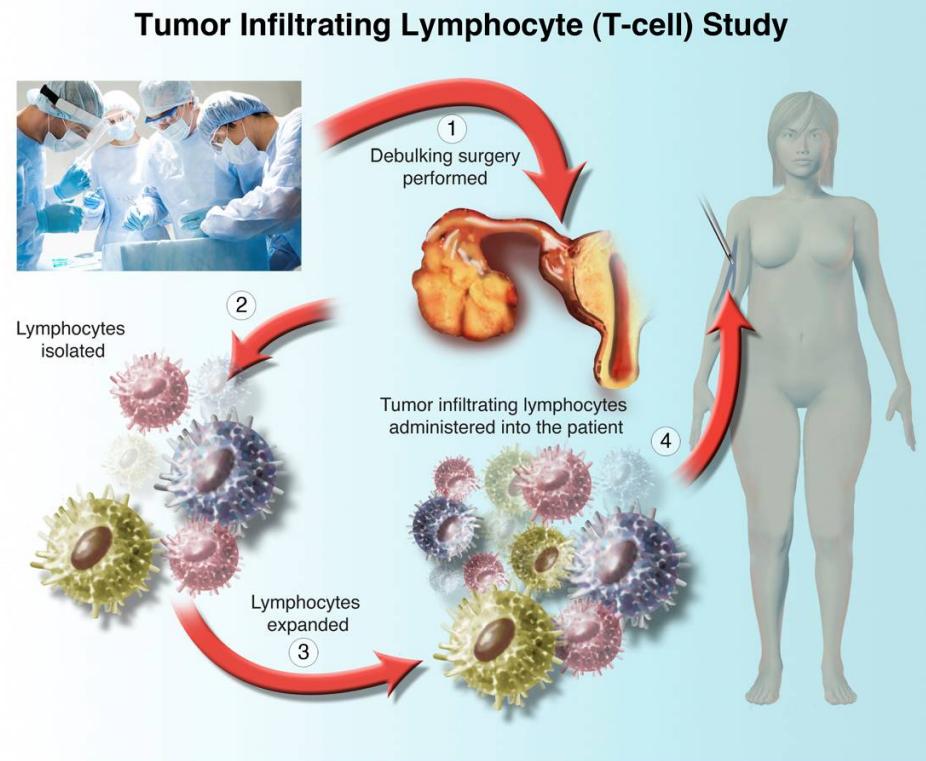 Tumor Infiltrating Lymphocyte (T-cell) Study
1
Debulking surgery
performed
2
Lymphocytes
isolated
Lymphocytes
expanded
3
Tumor infiltrating lymphocytes
administered into the patient
4